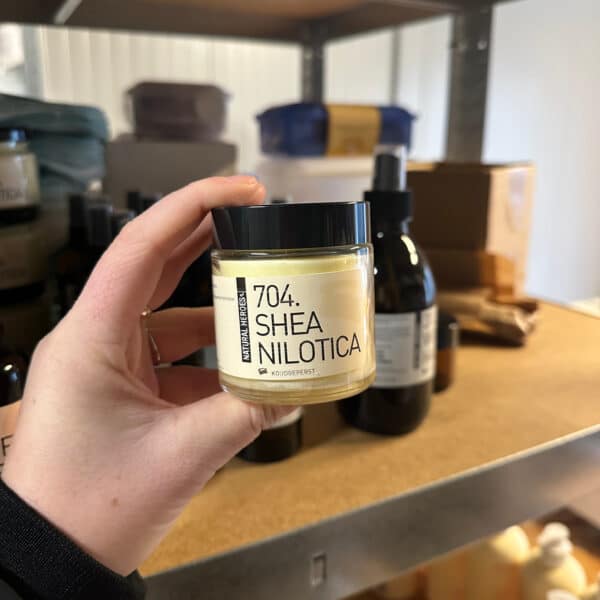 NATURAL HEROES
704.
SHEA
NILOTICA
KOUDGEPERST